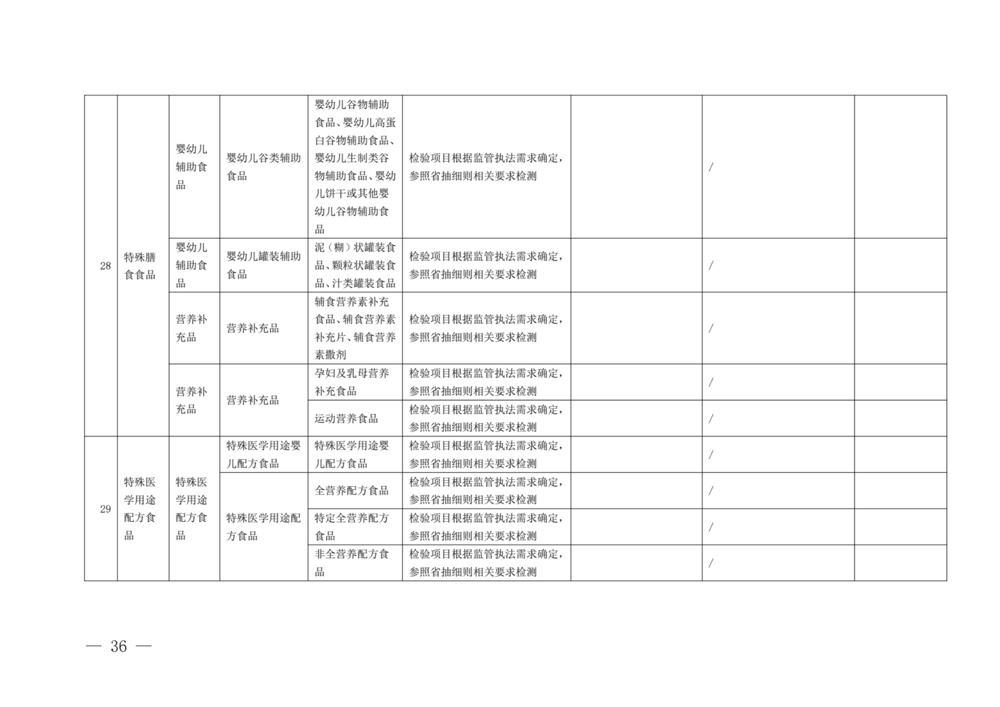 28
特殊膳
食食品
婴幼儿
辅助食
品
婴幼儿谷类辅助
食品
婴幼儿谷物辅助
食品、婴幼儿高蛋
白谷物辅助食品、
婴幼儿生制类谷
物辅助食品、婴幼
儿饼干或其他婴
幼儿谷物辅助食
品
检验项目根据监管执法需求确定，
参照省抽细则相关要求检测
/
婴幼儿
辅助食
品
婴幼儿罐装辅助
食品
泥（糊）状罐装食
品、颗粒状罐装食
品、汁类罐装食品
检验项目根据监管执法需求确定，
参照省抽细则相关要求检测
/
营养补
充品
营养补充品
辅食营养素补充
食品、辅食营养素
补充片、辅食营养
素撒剂
检验项目根据监管执法需求确定，
参照省抽细则相关要求检测
/
营养补
充品
营养补充品
孕妇及乳母营养
补充食品
检验项目根据监管执法需求确定，
参照省抽细则相关要求检测
/
运动营养食品
检验项目根据监管执法需求确定，
参照省抽细则相关要求检测
/
29
特殊医
学用途
配方食
品
特殊医
学用途
配方食
品
特殊医学用途婴
儿配方食品
特殊医学用途婴
儿配方食品
检验项目根据监管执法需求确定，
参照省抽细则相关要求检测
/
特殊医学用途配
方食品
全营养配方食品
检验项目根据监管执法需求确定，
参照省抽细则相关要求检测
/
特定全营养配方
食品
检验项目根据监管执法需求确定，
参照省抽细则相关要求检测
/
非全营养配方食
品
检验项目根据监管执法需求确定，
参照省抽细则相关要求检测
/
— 36 —